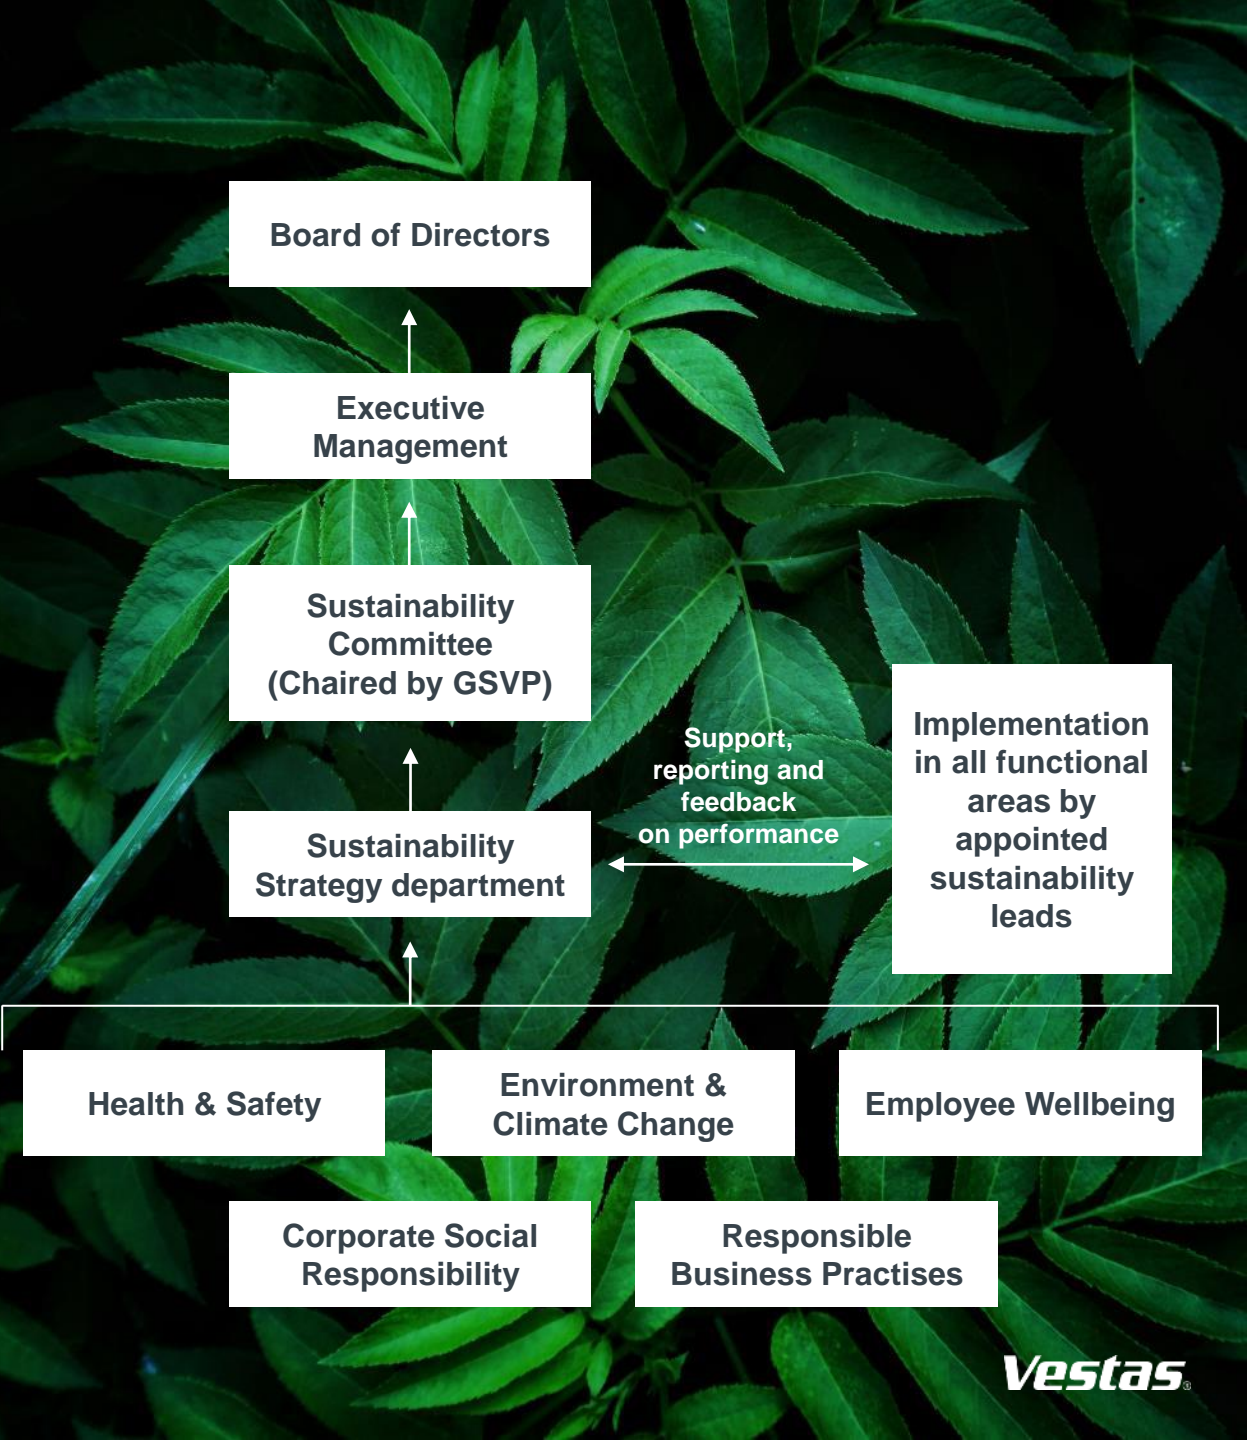 Board of Directors
Executive
Management
Sustainability
Committee
(Chaired by GSVP)
Support,
reporting and
feedback
on performance
Sustainability
Strategy department
Implementation
in all functional
areas by
appointed
sustainability
leads
Health & Safety
Environment &
Climate Change
Employee Wellbeing
Corporate Social
Responsibility
Responsible
Business Practises
Vestas®